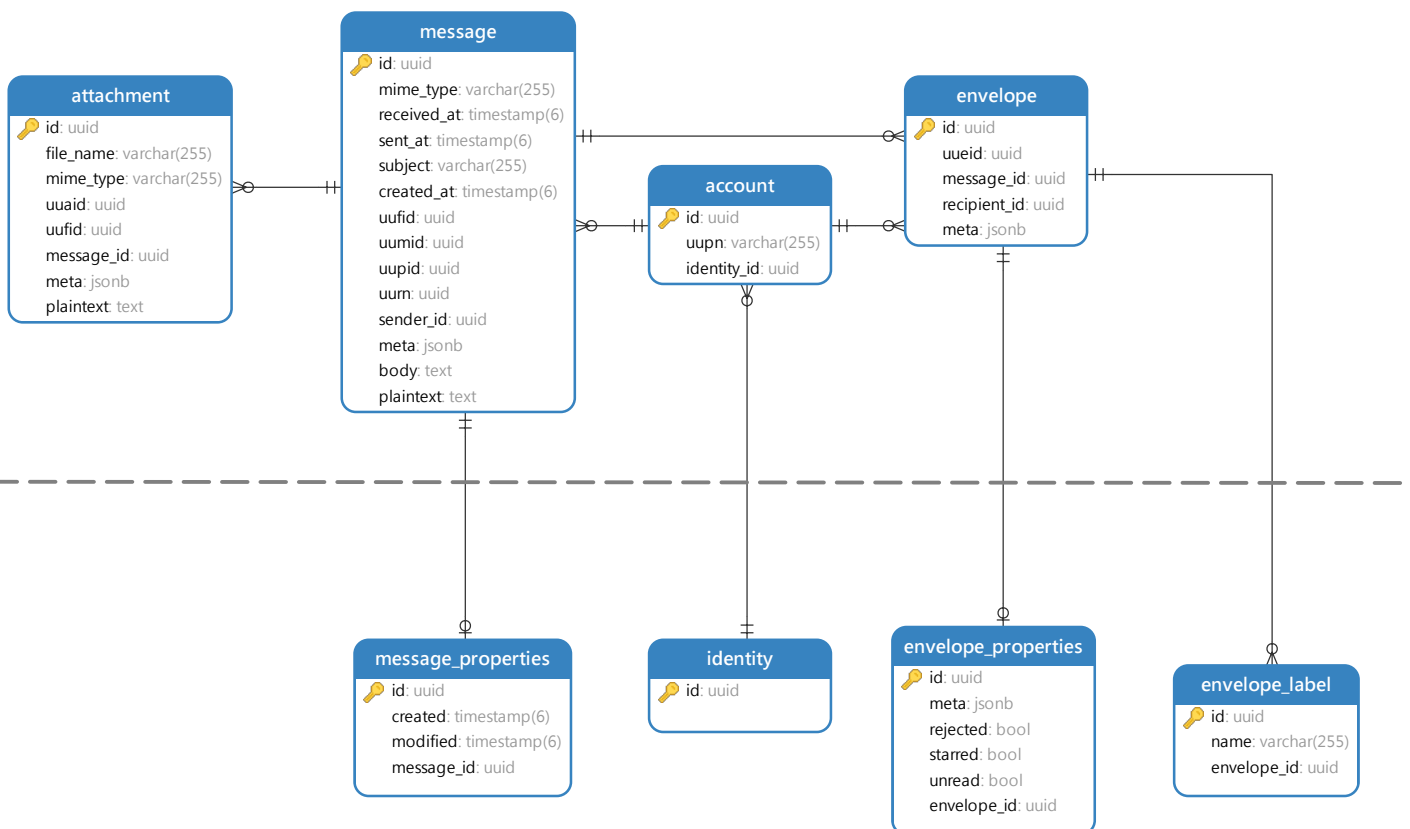 message
id: uuid
mime_type: varchar(255)
received_at: timestamp(6)
sent_at: timestamp(6)
subject: varchar(255)
created_at: timestamp(6)
uufid: uuid
uumid: uuid
uupid: uuid
uurn: uuid
sender_id: uuid
meta: jsonb
body: text
plaintext: text
attachment
id: uuid
file_name: varchar(255)
mime_type: varchar(255)
uuaid: uuid
uufid: uuid
message_id: uuid
meta: jsonb
plaintext: text
envelope
id: uuid
uueid: uuid
message_id: uuid
recipient_id: uuid
meta: jsonb
account
id: uuid
uupn: varchar(255)
identity_id: uuid
message_properties
id: uuid
created: timestamp(6)
modified: timestamp(6)
message_id: uuid
identity
id: uuid
envelope_properties
id: uuid
meta: jsonb
rejected: bool
starred: bool
unread: bool
envelope_id: uuid
envelope_label
id: uuid
name: varchar(255)
envelope_id: uuid